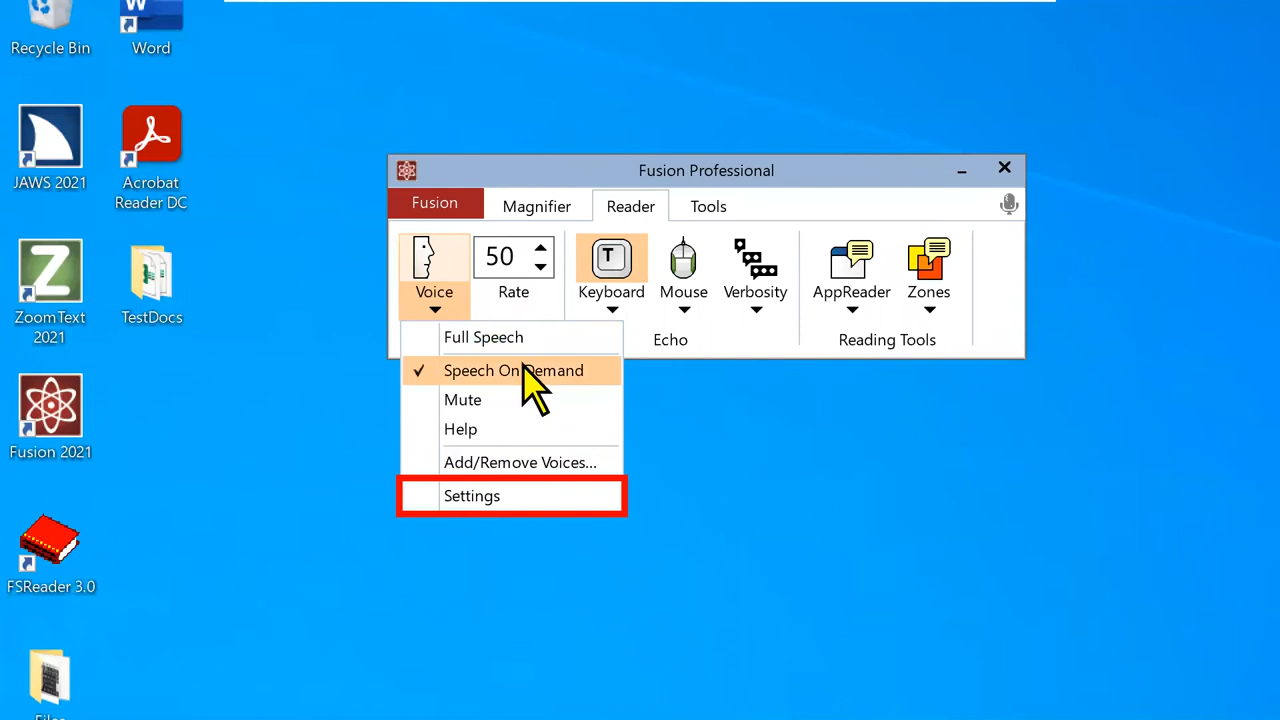 Recycle Bin
Word
JAWS 2021
Acrobat
Reader DC
ZoomText
2021
TestDocs
Fusion 2021
FSReader 3.0
Fusion Professional
Fusion
Magnifier
Reader
Tools
50
Voice
Rate
T
Keyboard
Mouse
Verbosity
AppReader
Zones
Echo
Reading Tools
Full Speech
Speech On Demand
Mute
Help
Add/Remove Voices...
Settings